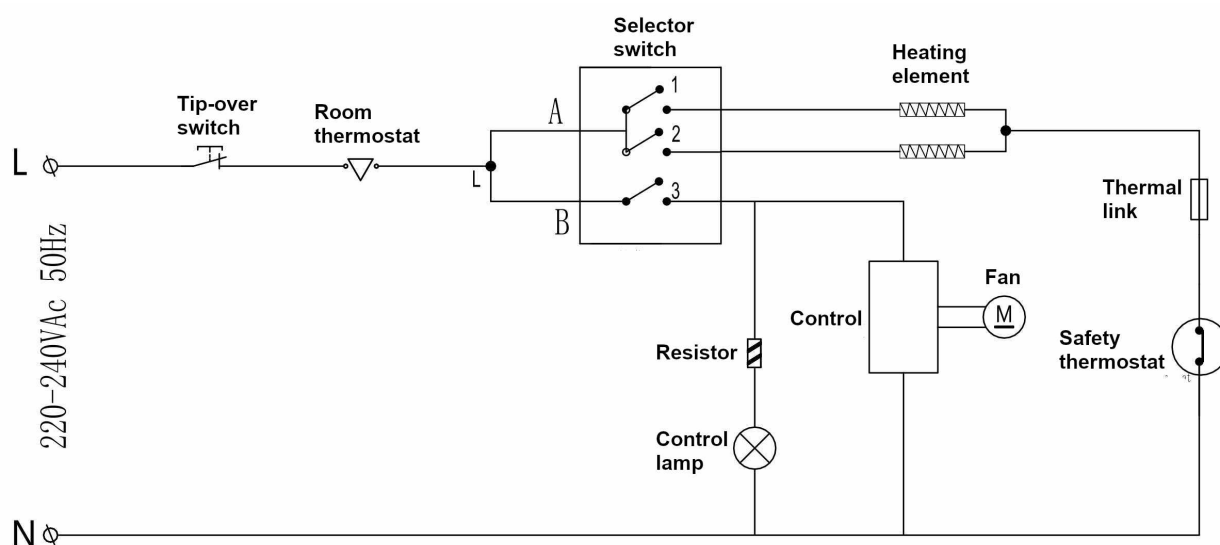 Selector
switch
Heating
element
Tip-over
switch
Room
thermostat
A
1
2
L
L
3
B
Thermal
link
220-240VAc 50Hz
Fan
Control
M
Resistor
Safety
thermostat
Control
lamp
N